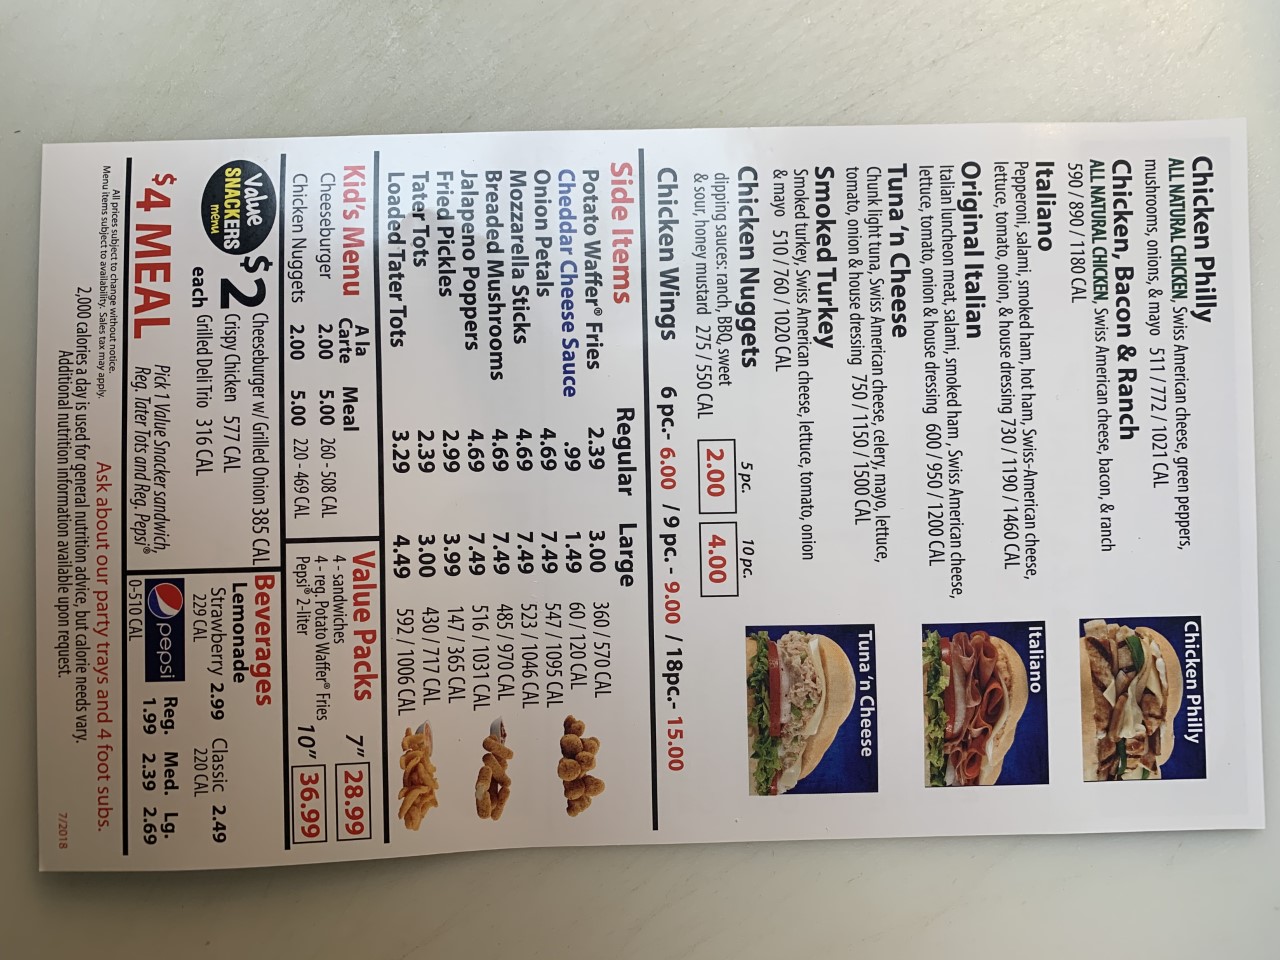 Chicken Philly
ALL NATURAL CHICKEN, Swiss American cheese, green peppers,
mushrooms, onions, & mayo 511 / 772 / 1021 CAL
Chicken, Bacon & Ranch
ALL NATURAL CHICKEN, Swiss American cheese, bacon, & ranch
590 / 890 / 1180 CAL
Italiano
Pepperoni, salami, smoked ham, hot ham, Swiss-American cheese,
lettuce, tomato, onion, & house dressing 730 / 1190 / 1460 CAL
Original Italian
Italian luncheon meat, salami, smoked ham , Swiss American cheese,
lettuce, tomato, onion & house dressing 600 / 950 / 1200 CAL
Tuna 'n Cheese
Chunk light tuna, Swiss American cheese, celery, mayo, lettuce,
tomato, onion & house dressing 750 / 1150 / 1500 CAL
Smoked Turkey
Smoked turkey, Swiss American cheese, lettuce, tomato, onion
& mayo 510 / 760 / 1020 CAL
Chicken Philly
Italiano
Tuna 'n Cheese
Chicken Nuggets 5 pc. 10 pc.
dipping sauces: ranch, BBQ, sweet
& sour, honey mustard 275 / 550 CAL 2.00 4.00
Chicken Wings 6 pc.- 6.00 / 9 pc.- 9.00 / 18pc.- 15.00
Side Items Regular Large
Potato Waffer® Fries 2.39 3.00 360 / 570 CAL
Cheddar Cheese Sauce .99 1.49 60 / 120 CAL
Onion Petals 4.69 7.49 547 / 1095 CAL
Mozzarella Sticks 4.69 7.49 523 / 1046 CAL
Breaded Mushrooms 4.69 7.49 485 / 970 CAL
Jalapeno Poppers 4.69 7.49 516 / 1031 CAL
Fried Pickles 2.99 3.99 147 / 365 CAL
Tater Tots 2.39 3.00 430 / 717 CAL
Loaded Tater Tots 3.29 4.49 592 / 1006 CAL
Kid's Menu A la Carte Meal
Cheeseburger 2.00 5.00 260 - 508 CAL
Chicken Nuggets 2.00 5.00 220 - 469 CAL
Value Packs
4 - sandwiches
4 - reg. Potato Waffer® Fries
Pepsi® 2-liter
7" 28.99
10" 36.99
Value
SNACKERS
menu
$2
each
Cheeseburger w/ Grilled Onion 385 CAL
Crispy Chicken 577 CAL
Grilled Deli Trio 316 CAL
$4 MEAL
Pick 1 Value Snacker sandwich,
Reg. Tater Tots and Reg. Pepsi®
Beverages
Lemonade
Strawberry 2.99 Classic 2.49
229 CAL 220 CAL
pepsi
0-510 CAL
Reg. Med. Lg.
1.99 2.39 2.69
All prices subject to change without notice.
Menu items subject to availability. Sales tax may apply.
Ask about our party trays and 4 foot subs.
2,000 calories a day is used for general nutrition advice, but calorie needs vary.
Additional nutrition information available upon request.
7/2018